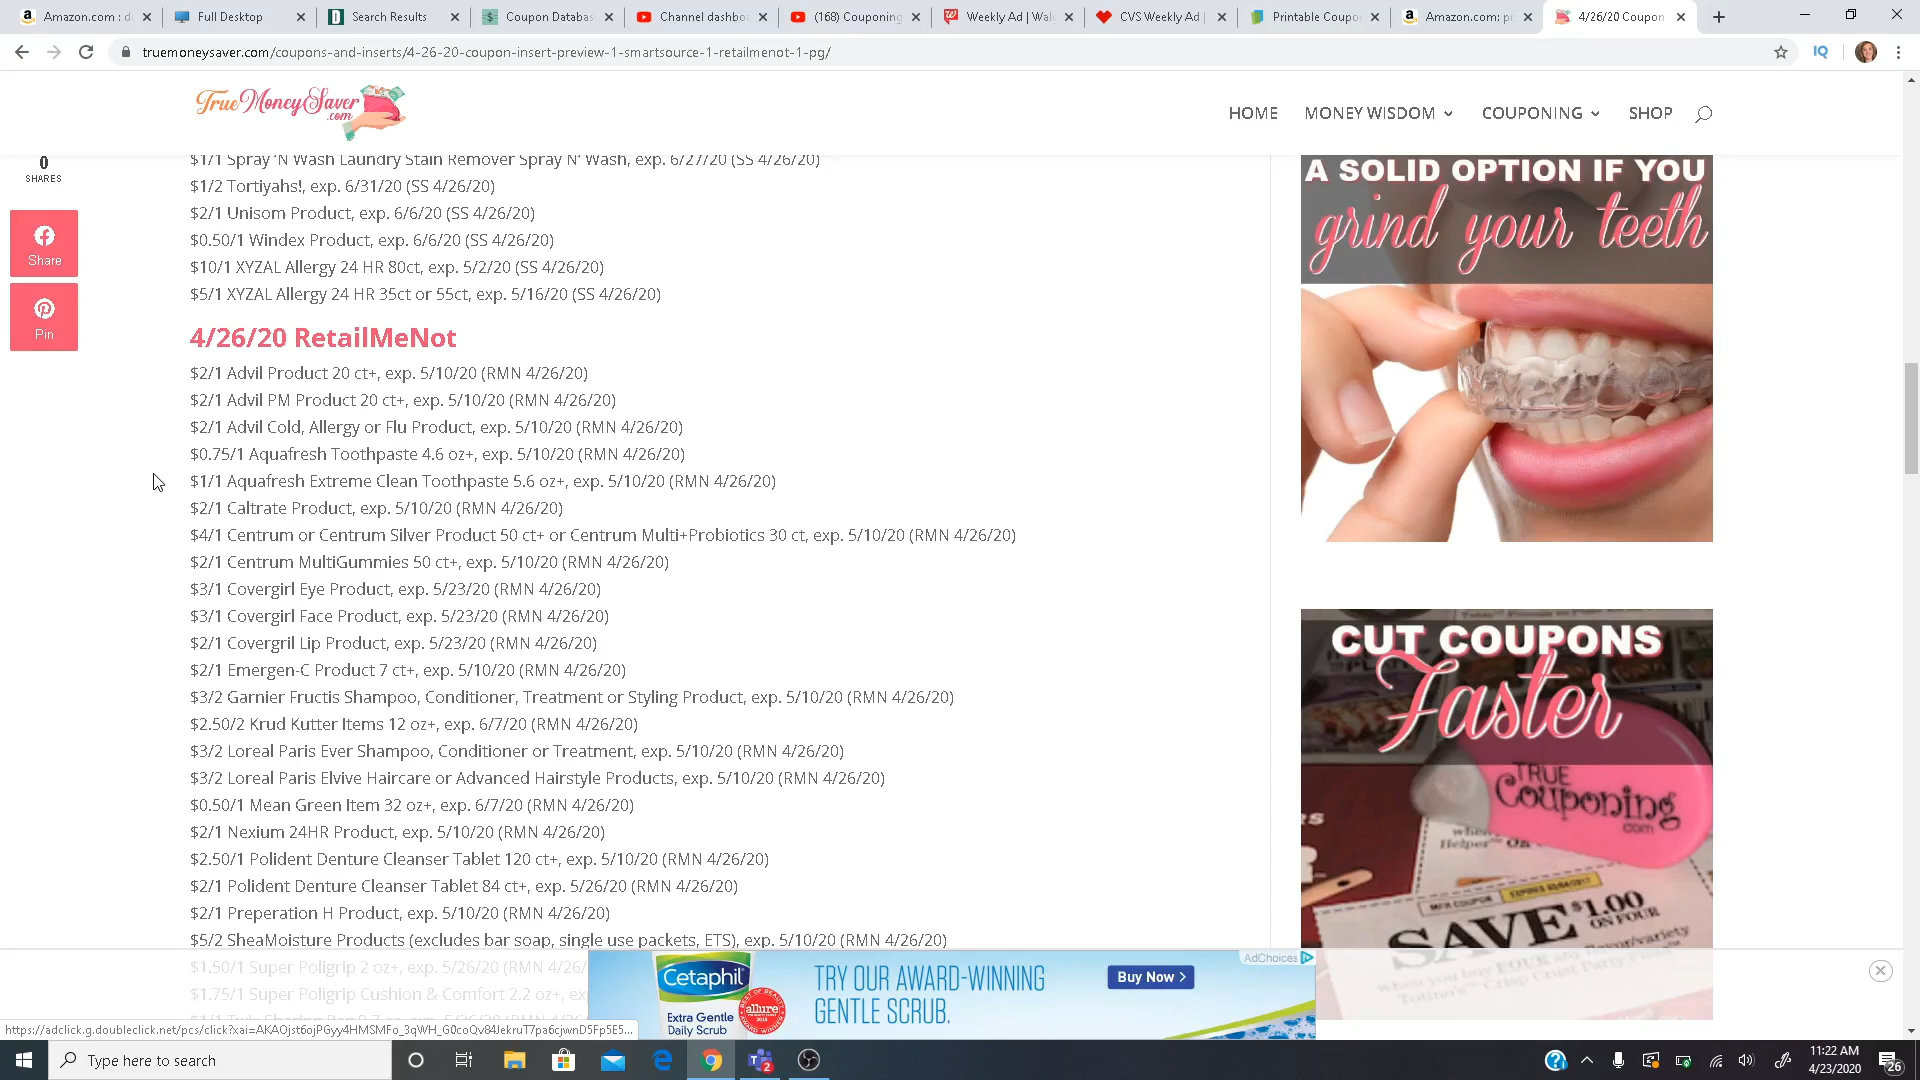 Amazon.com : d
Full Desktop
Search Results
Coupon Databas
Channel dashbo
(168) Couponing
Weekly Ad | Wal
CVS Weekly Ad
Printable Coupo
Amazon.com: p
4/26/20 Coupon
truemoneysaver.com/coupons-and-inserts/4-26-20-coupon-insert-preview-1-smartsource-1-retailmenot-1-pg/
IQ
TrueMoneySaver
.com
HOME
MONEY WISDOM
COUPONING
SHOP
0
SHARES
Share
Pin
$1/1 Spray 'N Wash Laundry Stain Remover Spray N' Wash, exp. 6/27/20 (SS 4/26/20)
$1/2 Tortiyahs!, exp. 6/31/20 (SS 4/26/20)
$2/1 Unisom Product, exp. 6/6/20 (SS 4/26/20)
$0.50/1 Windex Product, exp. 6/6/20 (SS 4/26/20)
$10/1 XYZAL Allergy 24 HR 80ct, exp. 5/2/20 (SS 4/26/20)
$5/1 XYZAL Allergy 24 HR 35ct or 55ct, exp. 5/16/20 (SS 4/26/20)
4/26/20 RetailMeNot
$2/1 Advil Product 20 ct+, exp. 5/10/20 (RMN 4/26/20)
$2/1 Advil PM Product 20 ct+, exp. 5/10/20 (RMN 4/26/20)
$2/1 Advil Cold, Allergy or Flu Product, exp. 5/10/20 (RMN 4/26/20)
$0.75/1 Aquafresh Toothpaste 4.6 oz+, exp. 5/10/20 (RMN 4/26/20)
$1/1 Aquafresh Extreme Clean Toothpaste 5.6 oz+, exp. 5/10/20 (RMN 4/26/20)
$2/1 Caltrate Product, exp. 5/10/20 (RMN 4/26/20)
$4/1 Centrum or Centrum Silver Product 50 ct+ or Centrum Multi+Probiotics 30 ct, exp. 5/10/20 (RMN 4/26/20)
$2/1 Centrum MultiGummies 50 ct+, exp. 5/10/20 (RMN 4/26/20)
$3/1 Covergirl Eye Product, exp. 5/23/20 (RMN 4/26/20)
$3/1 Covergirl Face Product, exp. 5/23/20 (RMN 4/26/20)
$2/1 Covergril Lip Product, exp. 5/23/20 (RMN 4/26/20)
$2/1 Emergen-C Product 7 ct+, exp. 5/10/20 (RMN 4/26/20)
$3/2 Garnier Fructis Shampoo, Conditioner, Treatment or Styling Product, exp. 5/10/20 (RMN 4/26/20)
$2.50/2 Krud Kutter Items 12 oz+, exp. 6/7/20 (RMN 4/26/20)
$3/2 Loreal Paris Ever Shampoo, Conditioner or Treatment, exp. 5/10/20 (RMN 4/26/20)
$3/2 Loreal Paris Elvive Haircare or Advanced Hairstyle Products, exp. 5/10/20 (RMN 4/26/20)
$0.50/1 Mean Green Item 32 oz+, exp. 6/7/20 (RMN 4/26/20)
$2/1 Nexium 24HR Product, exp. 5/10/20 (RMN 4/26/20)
$2.50/1 Polident Denture Cleanser Tablet 120 ct+, exp. 5/10/20 (RMN 4/26/20)
$2/1 Polident Denture Cleanser Tablet 84 ct+, exp. 5/26/20 (RMN 4/26/20)
$2/1 Preperation H Product, exp. 5/10/20 (RMN 4/26/20)
$5/2 SheaMoisture Products (excludes bar soap, single use packets, ETS), exp. 5/10/20 (RMN 4/26/20)
$1.50/1 Super Poligrip 2 oz+, exp. 5/26/20 (RMN 4/26/
$1.75/1 Super Poligrip Cushion & Comfort 2.2 oz+, ex
A SOLID OPTION IF YOU
grind your teeth
CUT COUPONS
Faster
TRUE
Couponing
.com
MFR COUPON
SAVE $1.00
ON FOUR
Cetaphil
Extra Gentle
Daily Scrub
allure
TRY OUR AWARD-WINNING
GENTLE SCRUB.
Buy Now >
AdChoices
https://adclick.g.doubleclick.net/pcs/click?xai=AKAOjst6ojPGyy4HMSMFo_3qWH_G0coQv84JekruT7pa6cjwnD5Fp5E5...
Type here to search
2
11:22 AM
4/23/2020
26